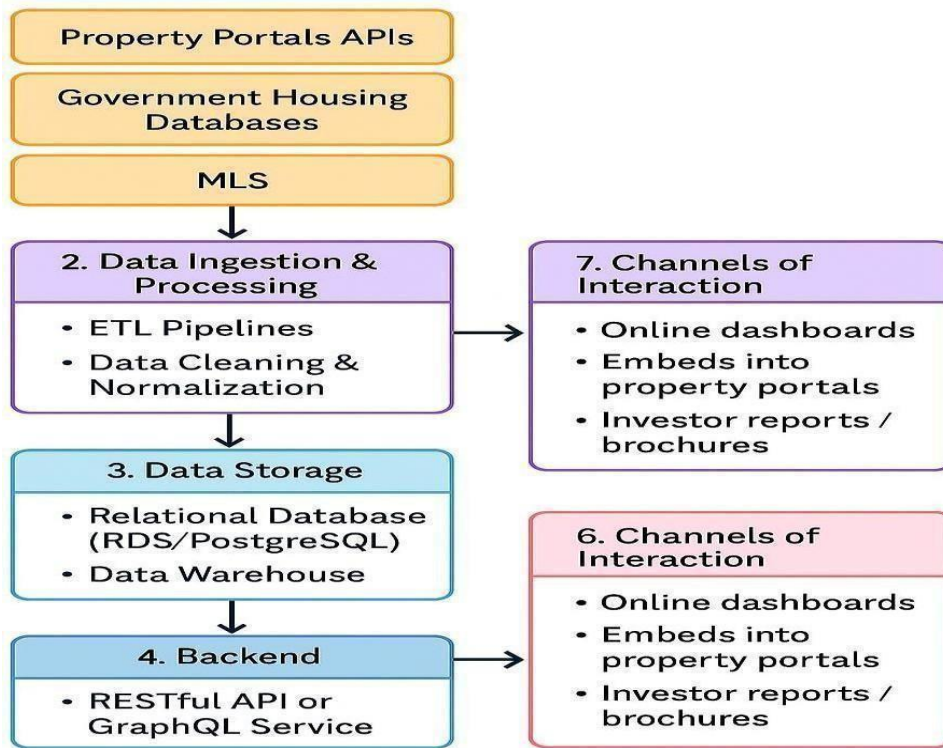 Property Portals APIs
Government Housing
Databases
MLS
2. Data Ingestion &
Processing
• ETL Pipelines
• Data Cleaning &
Normalization
3. Data Storage
• Relational Database
(RDS/PostgreSQL)
• Data Warehouse
4. Backend
• RESTful API or
GraphQL Service
7. Channels of
Interaction
• Online dashboards
• Embeds into
property portals
• Investor reports /
brochures
6. Channels of
Interaction
• Online dashboards
• Embeds into
property portals
• Investor reports /
brochures